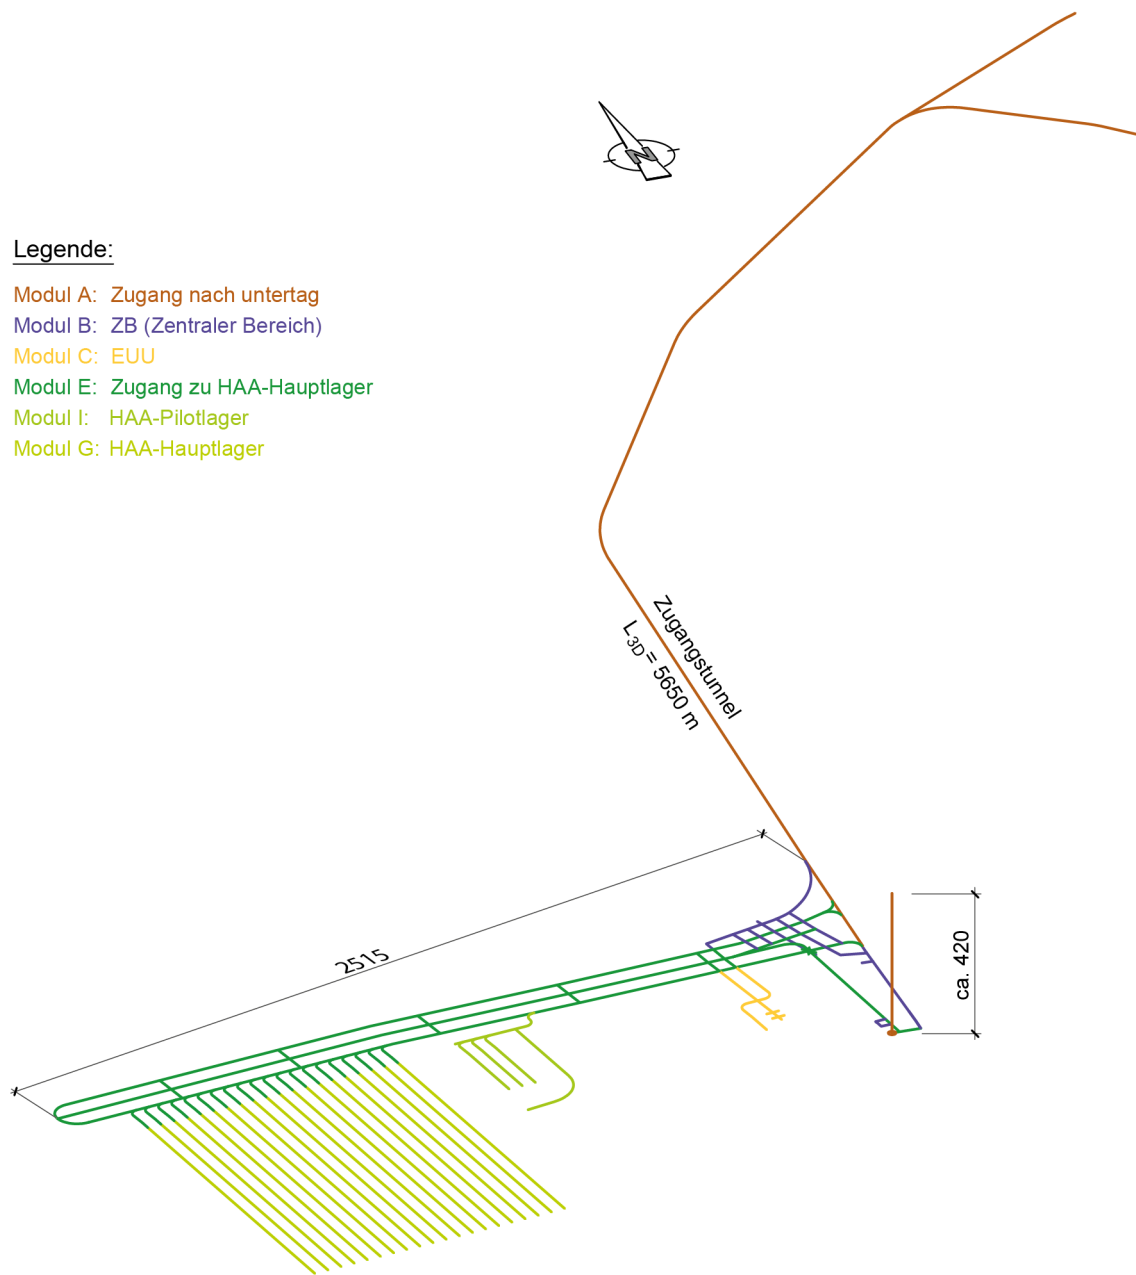 N
Legende:
Modul A: Zugang nach untertag
Modul B: ZB (Zentraler Bereich)
Modul C: EUU
Modul E: Zugang zu HAA-Hauptlager
Modul I: HAA-Pilotlager
Modul G: HAA-Hauptlager
Zugangstunnel
L3D = 5650 m
2515
ca. 420